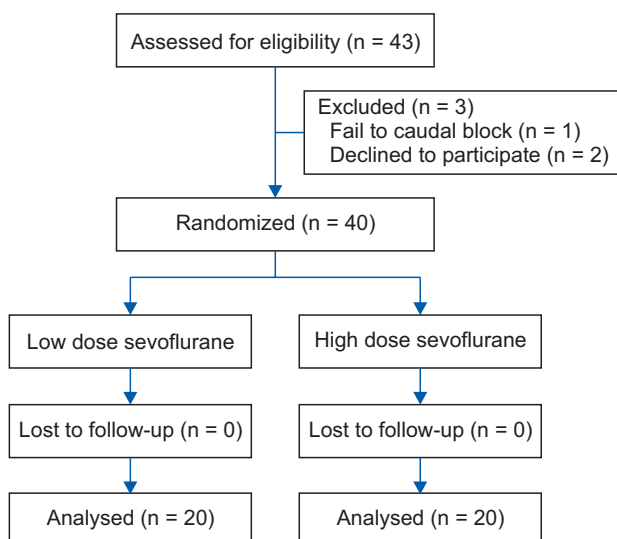 Assessed for eligibility (n = 43)
Excluded (n = 3)
Fail to caudal block (n = 1)
Declined to participate (n = 2)
Randomized (n = 40)
Low dose sevoflurane
High dose sevoflurane
Lost to follow-up (n = 0)
Lost to follow-up (n = 0)
Analysed (n = 20)
Analysed (n = 20)